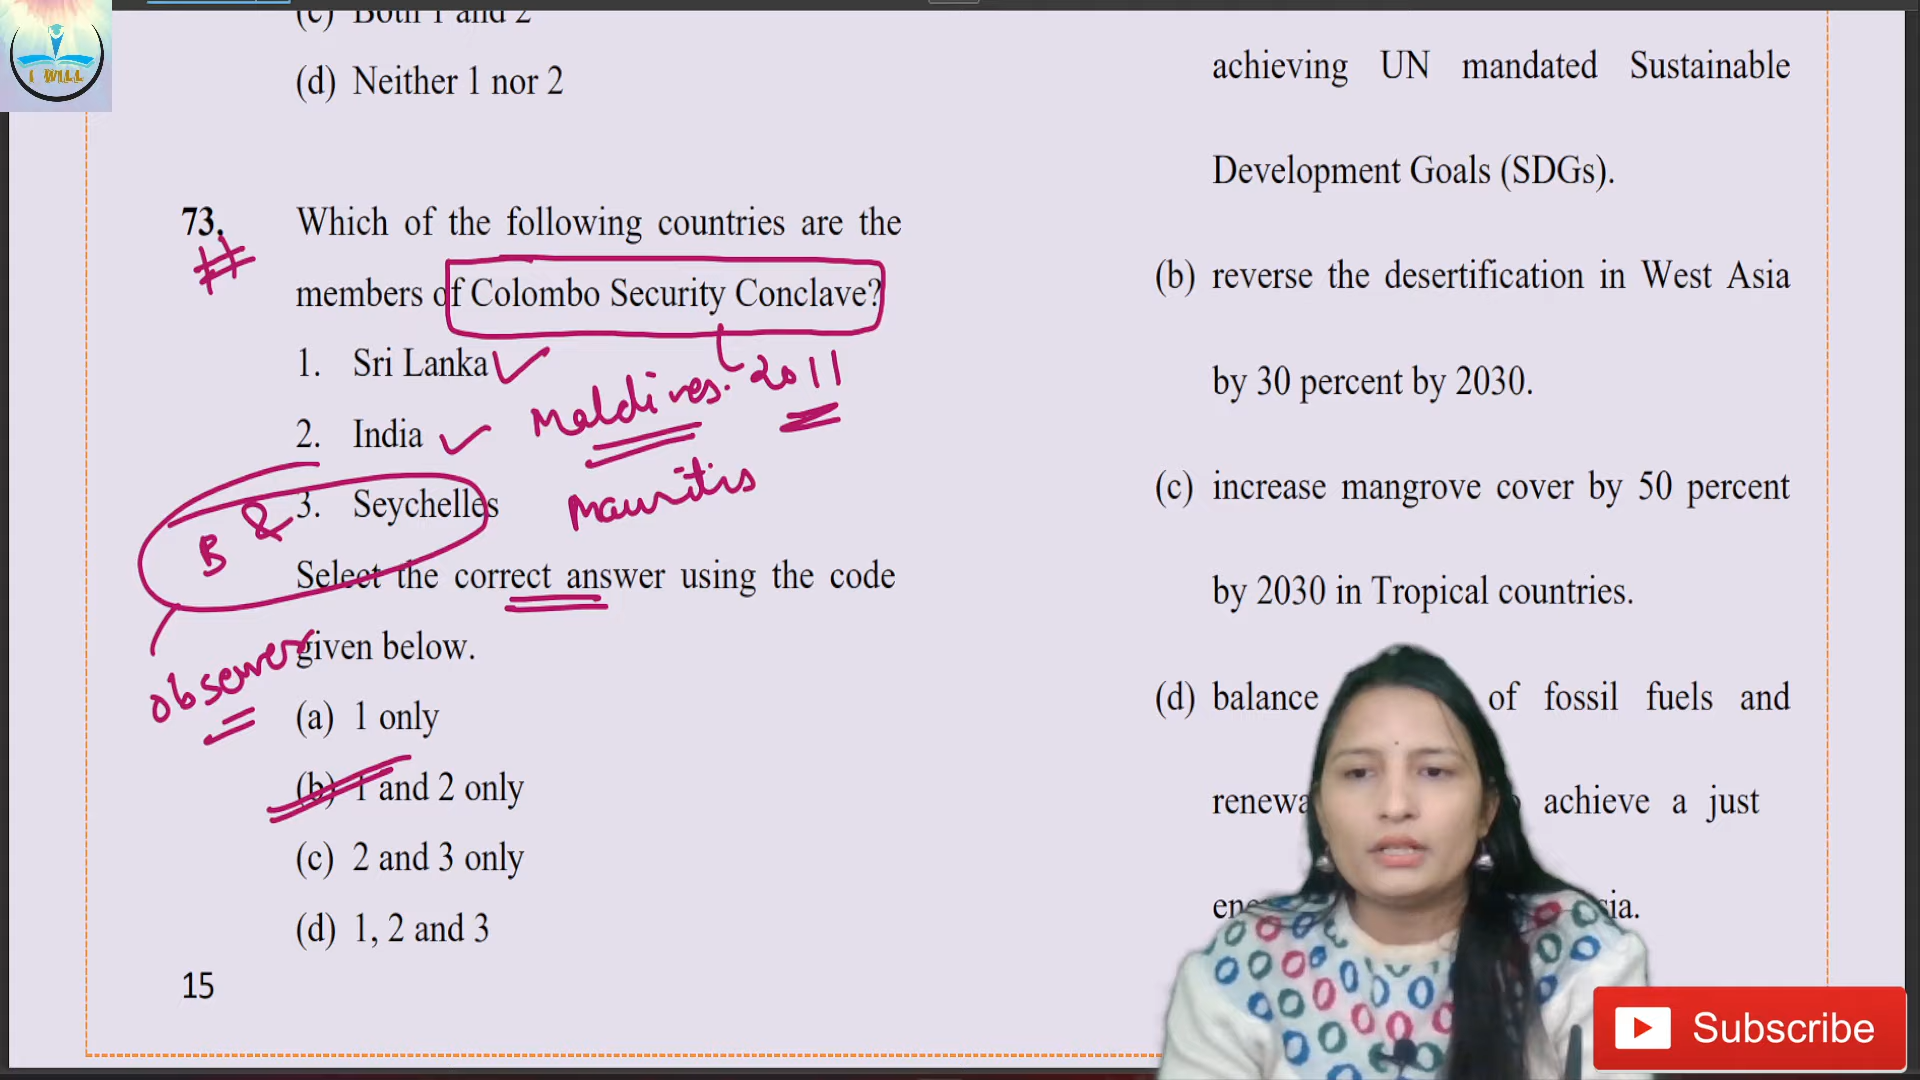 I WILL
(c) Both 1 and 2
(d) Neither 1 nor 2
73. Which of the following countries are the
members of Colombo Security Conclave?
1. Sri Lanka
2. India
3. Seychelles
Maldives. 2011
Mauritis
B &
observer
Select the correct answer using the code
given below.
(a) 1 only
(b) 1 and 2 only
(c) 2 and 3 only
(d) 1, 2 and 3
15
achieving UN mandated Sustainable
Development Goals (SDGs).
(b) reverse the desertification in West Asia
by 30 percent by 2030.
(c) increase mangrove cover by 50 percent
by 2030 in Tropical countries.
(d) balance of fossil fuels and
achieve a just
Subscribe